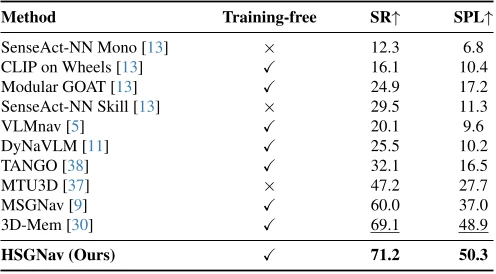 Method Training-free SR↑ SPL↑
SenseAct-NN Mono [13] × 12.3 6.8
CLIP on Wheels [13] ✓ 16.1 10.4
Modular GOAT [13] ✓ 24.9 17.2
SenseAct-NN Skill [13] × 29.5 11.3
VLMnav [5] ✓ 20.1 9.6
DyNaVLM [11] ✓ 25.5 10.2
TANGO [38] ✓ 32.1 16.5
MTU3D [37] × 47.2 27.7
MSGNav [9] ✓ 60.0 37.0
3D-Mem [30] ✓ 69.1 48.9
HSGNav (Ours) ✓ 71.2 50.3